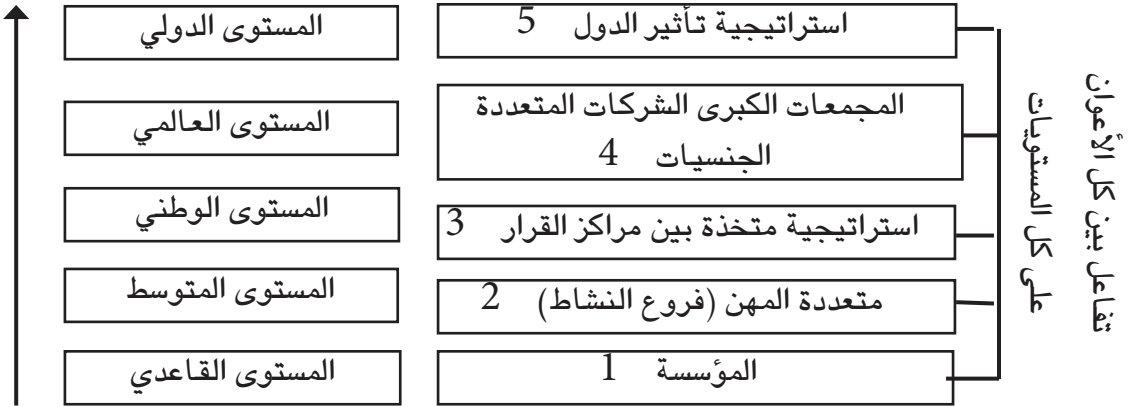 تفاعل بين كل الأعوان
على كل المستويات
استراتيجية تأثير الدول 5
المستوى الدولي
المجمعات الكبرى الشركات المتعددة
الجنسيات 4
المستوى العالمي
استراتيجية متخذة بين مراكز القرار 3
المستوى الوطني
متعددة المهن (فروع النشاط) 2
المستوى المتوسط
المؤسسة 1
المستوى القاعدي